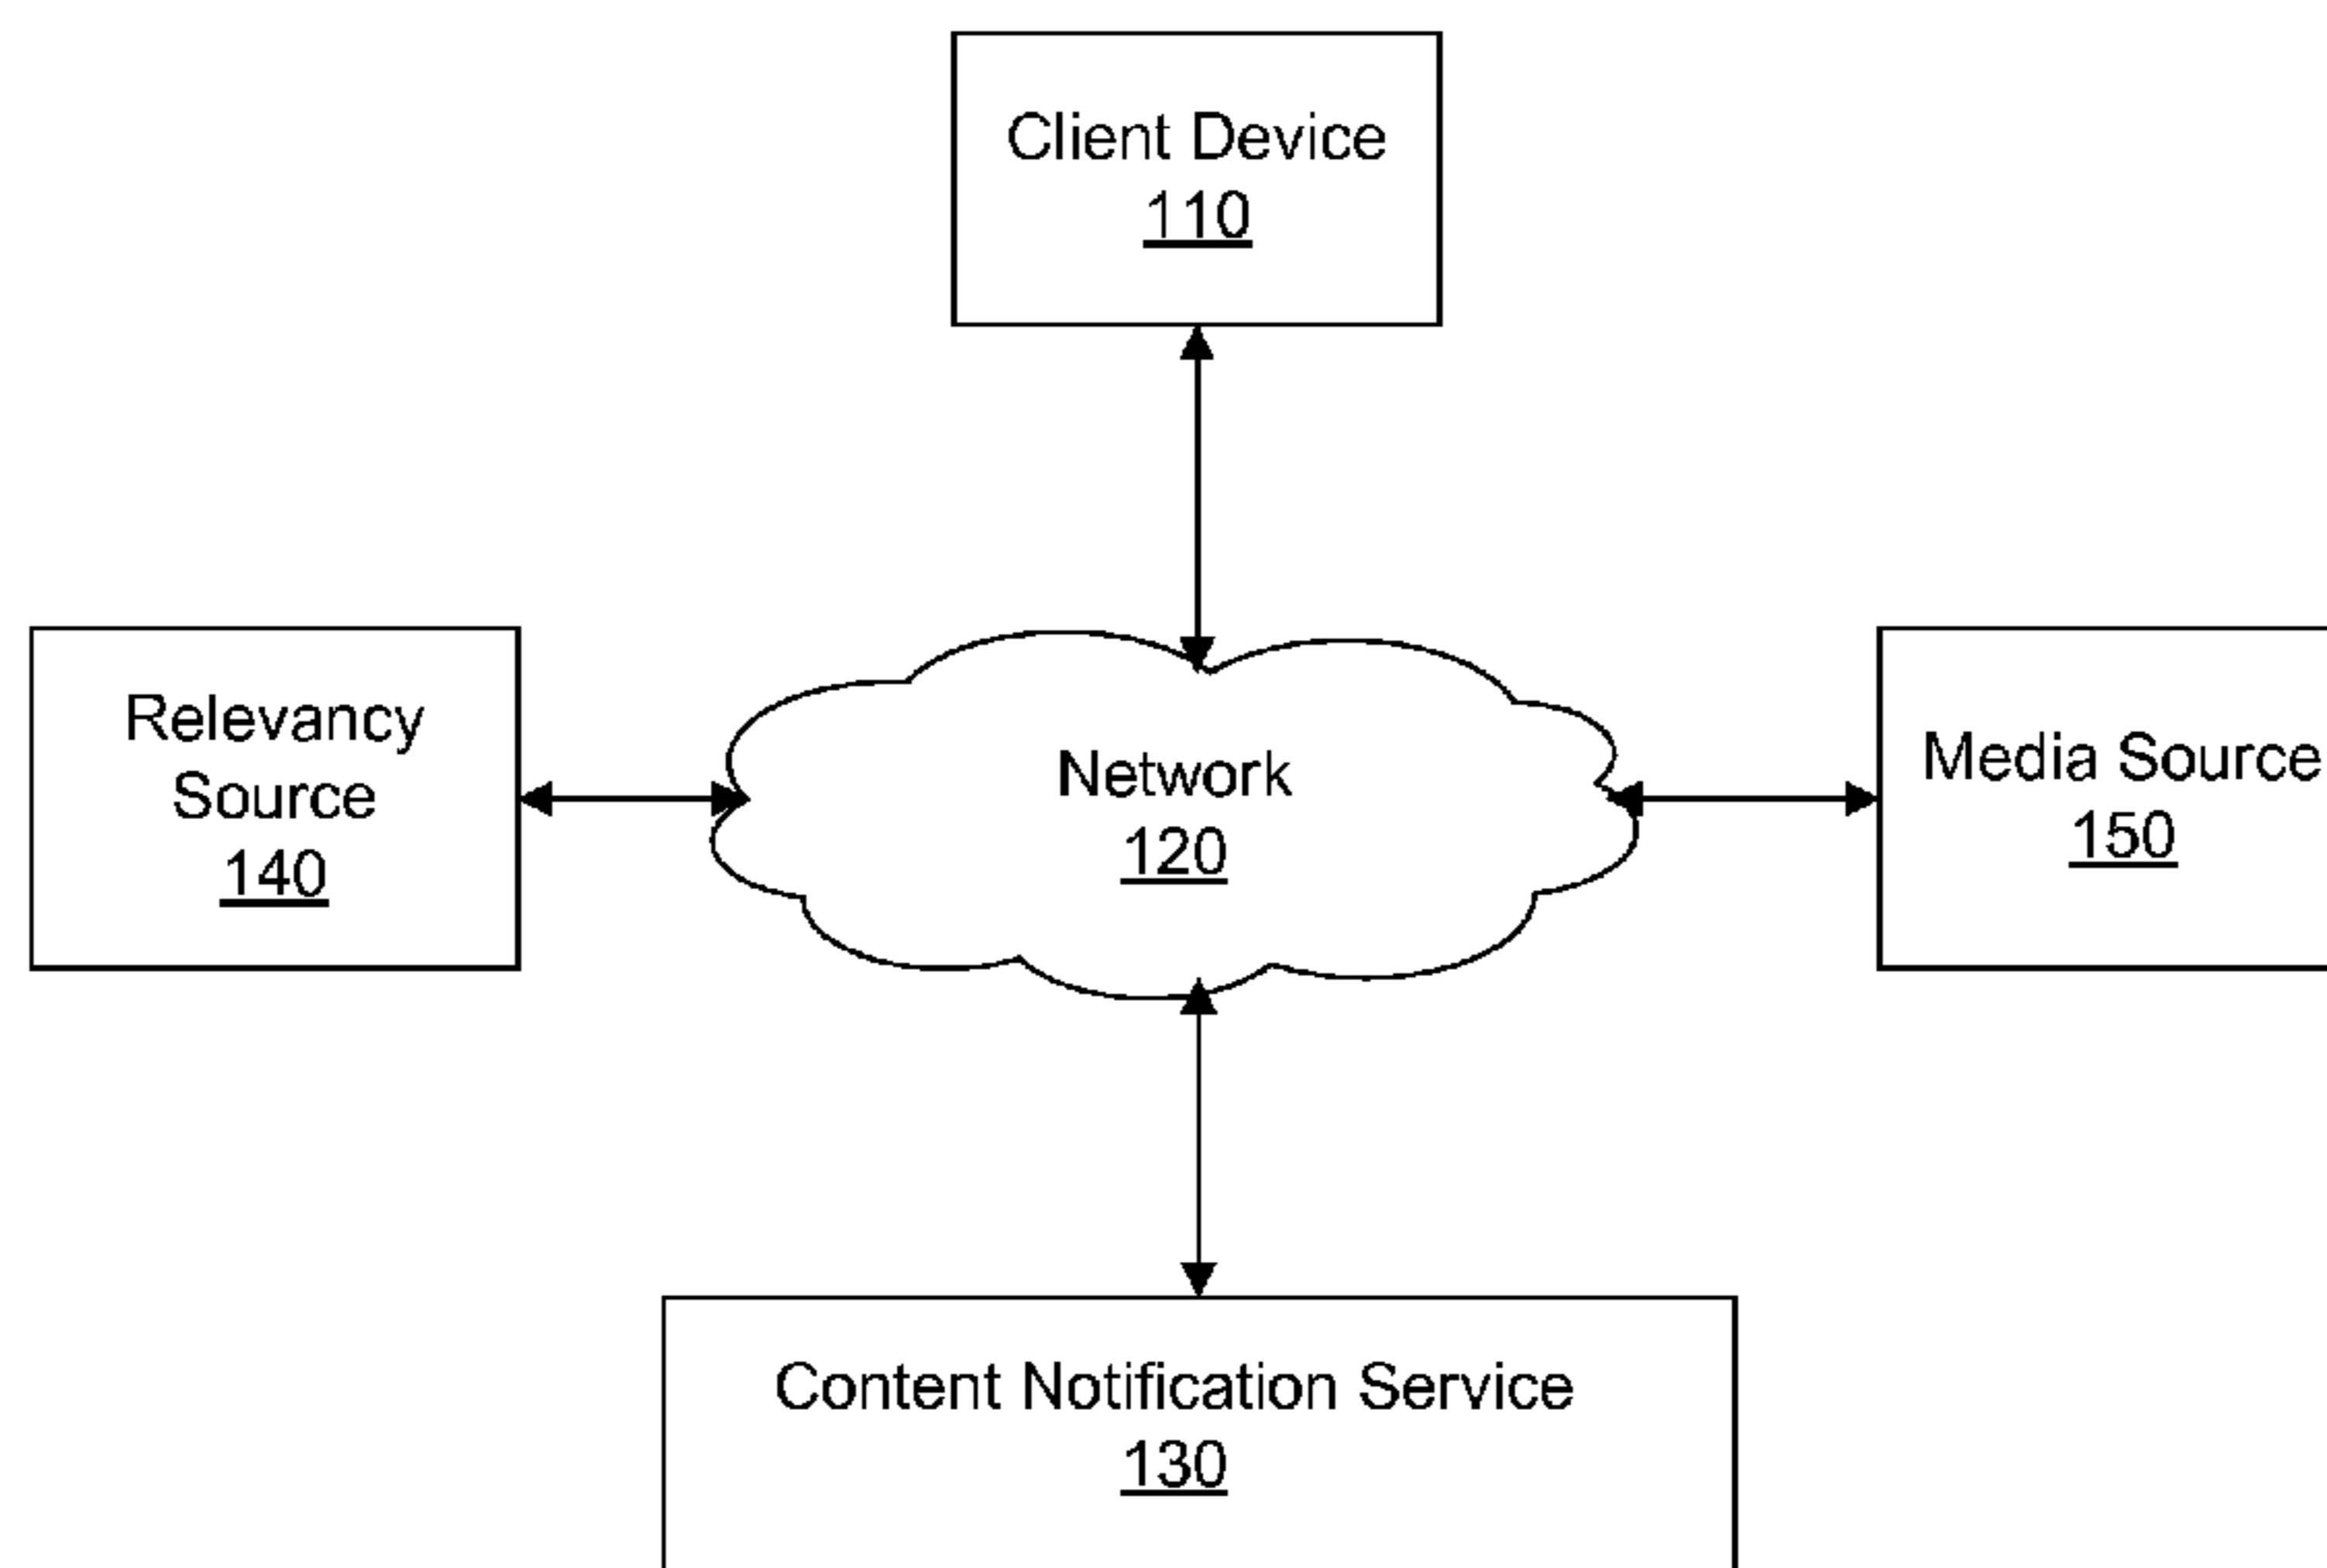 Client Device
110
Relevancy
Source
140
Network
120
Media Source
150
Content Notification Service
130